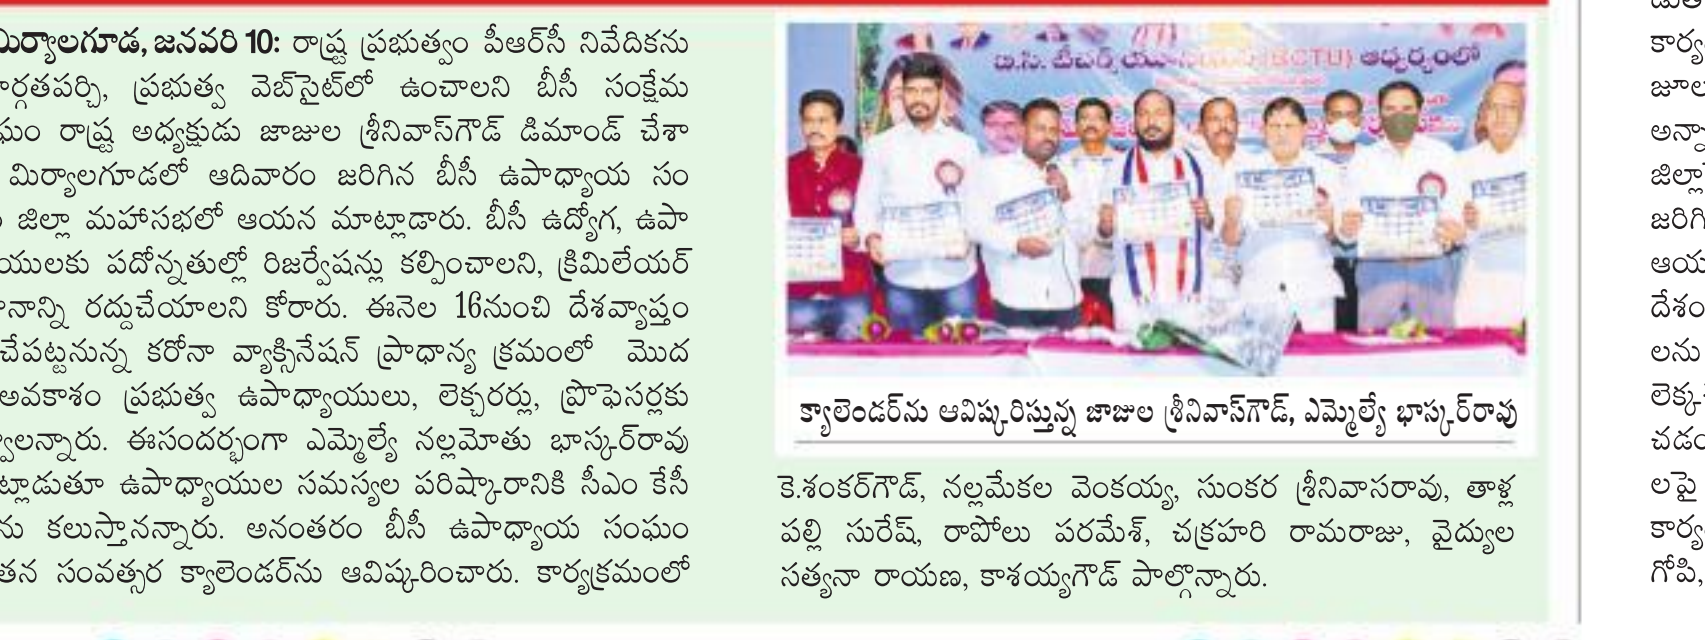 మిర్యాలగూడ, జనవరి 10: రాష్ట్ర ప్రభుత్వం పీఆర్‌సీ నివేదికను
ర్గతపర్చి, ప్రభుత్వ వెబ్‌సైట్‌లో ఉంచాలని బీసీ సంక్షేమ
ఘం రాష్ట్ర అధ్యక్షుడు జాజుల శ్రీనివాస్‌గౌడ్ డిమాండ్ చేశా
మిర్యాలగూడలో ఆదివారం జరిగిన బీసీ ఉపాధ్యాయ సం
జిల్లా మహాసభలో ఆయన మాట్లాడారు. బీసీ ఉద్యోగ, ఉపా
యులకు పదోన్నతుల్లో రిజర్వేషన్లు కల్పించాలని, క్రిమిలేయర్
నాన్ని రద్దుచేయాలని కోరారు. ఈనెల 16నుంచి దేశవ్యాప్తం
చేపట్టనున్న కరోనా వ్యాక్సినేషన్ ప్రాధాన్య క్రమంలో మొద
అవకాశం ప్రభుత్వ ఉపాధ్యాయులు, లెక్చరర్లు, ప్రొఫెసర్లకు
వ్వాలన్నారు. ఈసందర్భంగా ఎమ్మెల్యే నల్లమోతు భాస్కర్‌రావు
ట్లాడుతూ ఉపాధ్యాయుల సమస్యల పరిష్కారానికి సీఎం కేసీ
ను కలుస్తానన్నారు. అనంతరం బీసీ ఉపాధ్యాయ సంఘం
తన సంవత్సర క్యాలెండర్‌ను ఆవిష్కరించారు. కార్యక్రమంలో
బి.సి. టీచర్స్ యూనియన్ (BCTU) ఆధ్వర్యంలో
క్యాలెండర్‌ను ఆవిష్కరిస్తున్న జాజుల శ్రీనివాస్‌గౌడ్, ఎమ్మెల్యే భాస్కర్‌రావు
కె.శంకర్‌గౌడ్, నల్లమేకల వెంకయ్య, సుంకర శ్రీనివాసరావు, తాళ్ల
పల్లి సురేష్, రాపోలు పరమేశ్, చక్రహరి రామరాజు, వైద్యుల
సత్యనా రాయణ, కాశయ్యగౌడ్ పాల్గొన్నారు.
కార్య
జూల
అన్నా
జిల్లా
జరిగి
ఆయ
దేశం
లను
లెక్క
చడం
లపై
కార్య
గోపి,